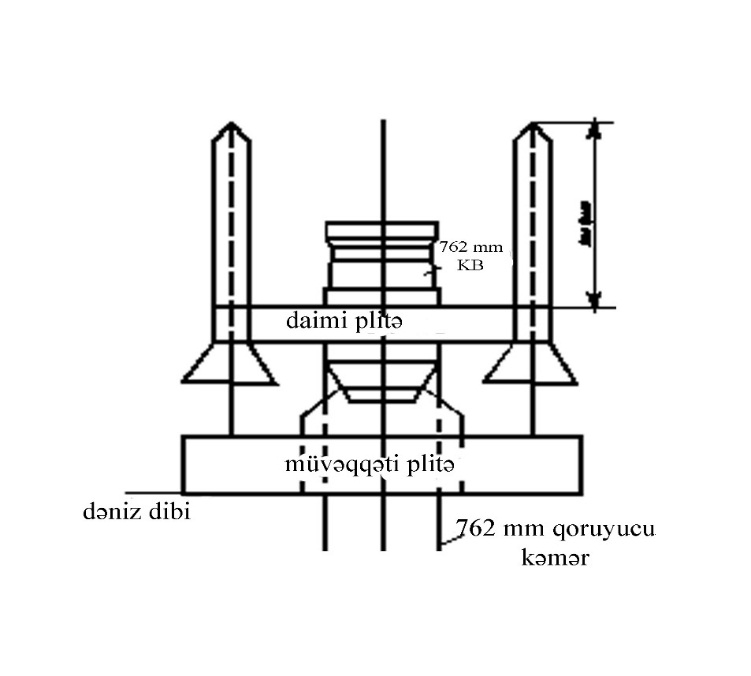 762 mm
KB
daimi plitə
müvəqqəti plitə
dəniz dibi
762 mm qoruyucu
kəmər